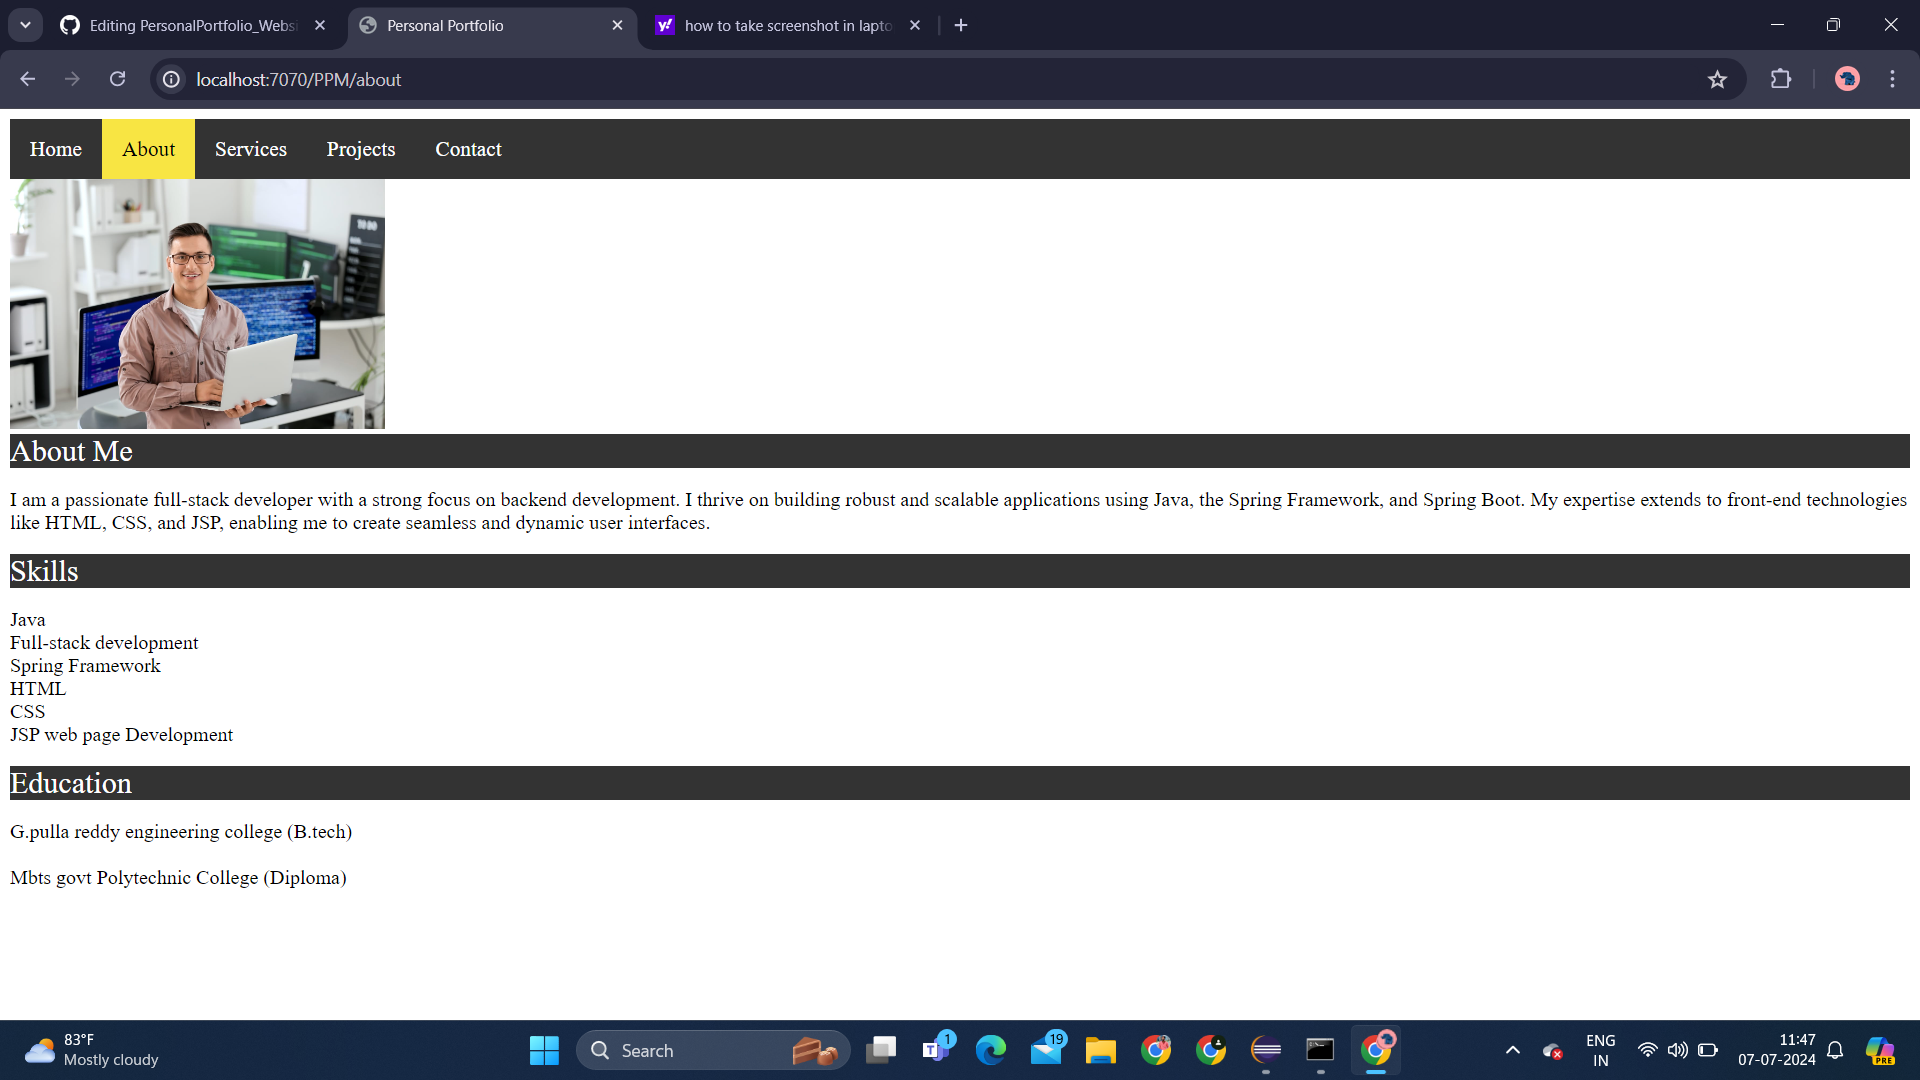 Editing PersonalPortfolio_Websi
Personal Portfolio
how to take screenshot in lapto
localhost:7070/PPM/about
Home About Services Projects Contact
TO DO
About Me
I am a passionate full-stack developer with a strong focus on backend development. I thrive on building robust and scalable applications using Java, the Spring Framework, and Spring Boot. My expertise extends to front-end technologies
like HTML, CSS, and JSP, enabling me to create seamless and dynamic user interfaces.
Skills
Java
Full-stack development
Spring Framework
HTML
CSS
JSP web page Development
Education
G.pulla reddy engineering college (B.tech)
Mbts govt Polytechnic College (Diploma)
83°F
Mostly cloudy
Search
1
19
ENG
IN
11:47
07-07-2024
PRE